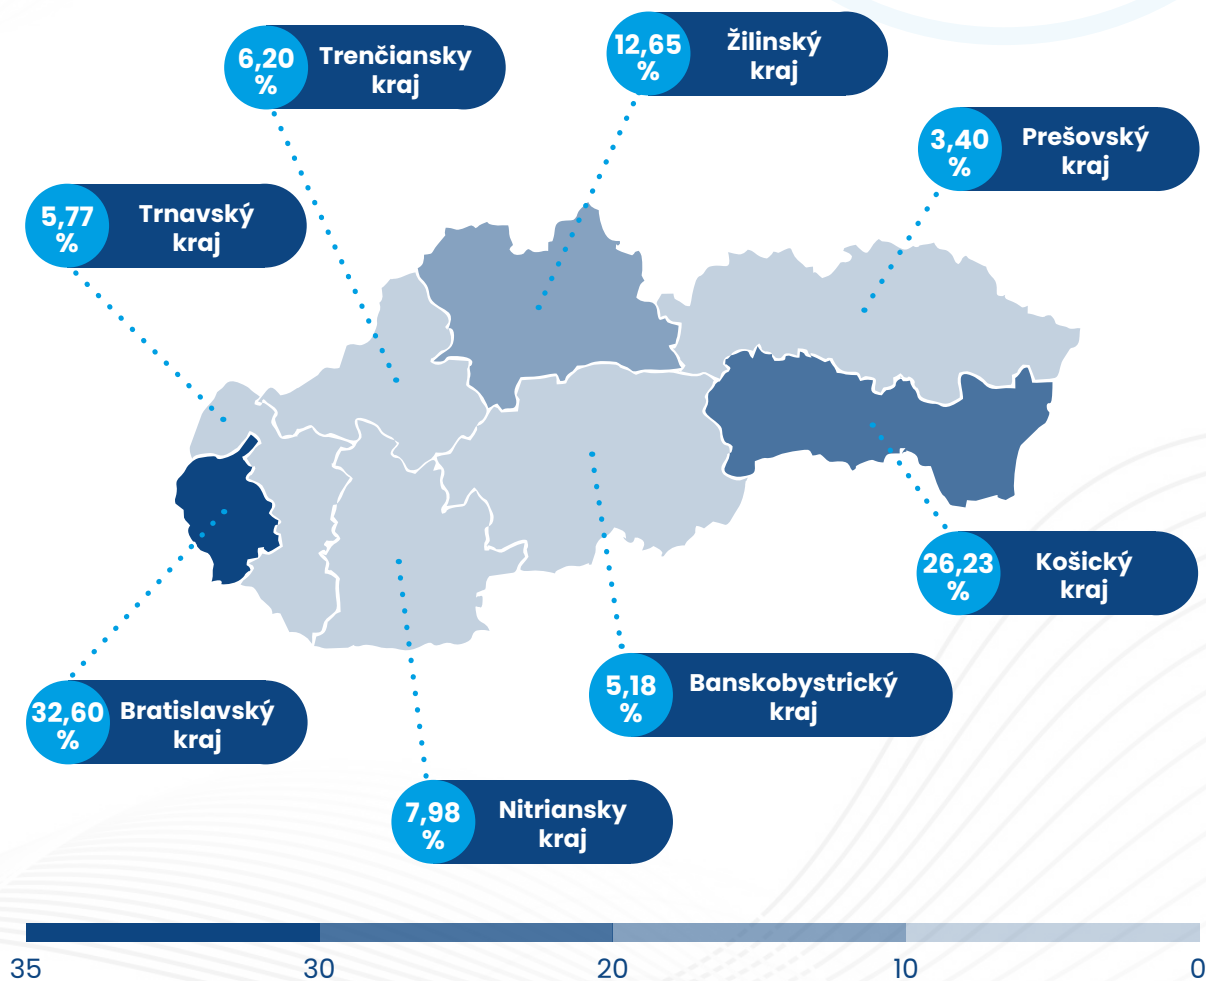 6,20
%
Trenčiansky
kraj
12,65
%
Žilinský
kraj
3,40
%
Prešovský
kraj
5,77
%
Trnavský
kraj
26,23
%
Košický
kraj
5,18
%
Banskobystrický
kraj
32,60
%
Bratislavský
kraj
7,98
%
Nitriansky
kraj
35 30 20 10 0